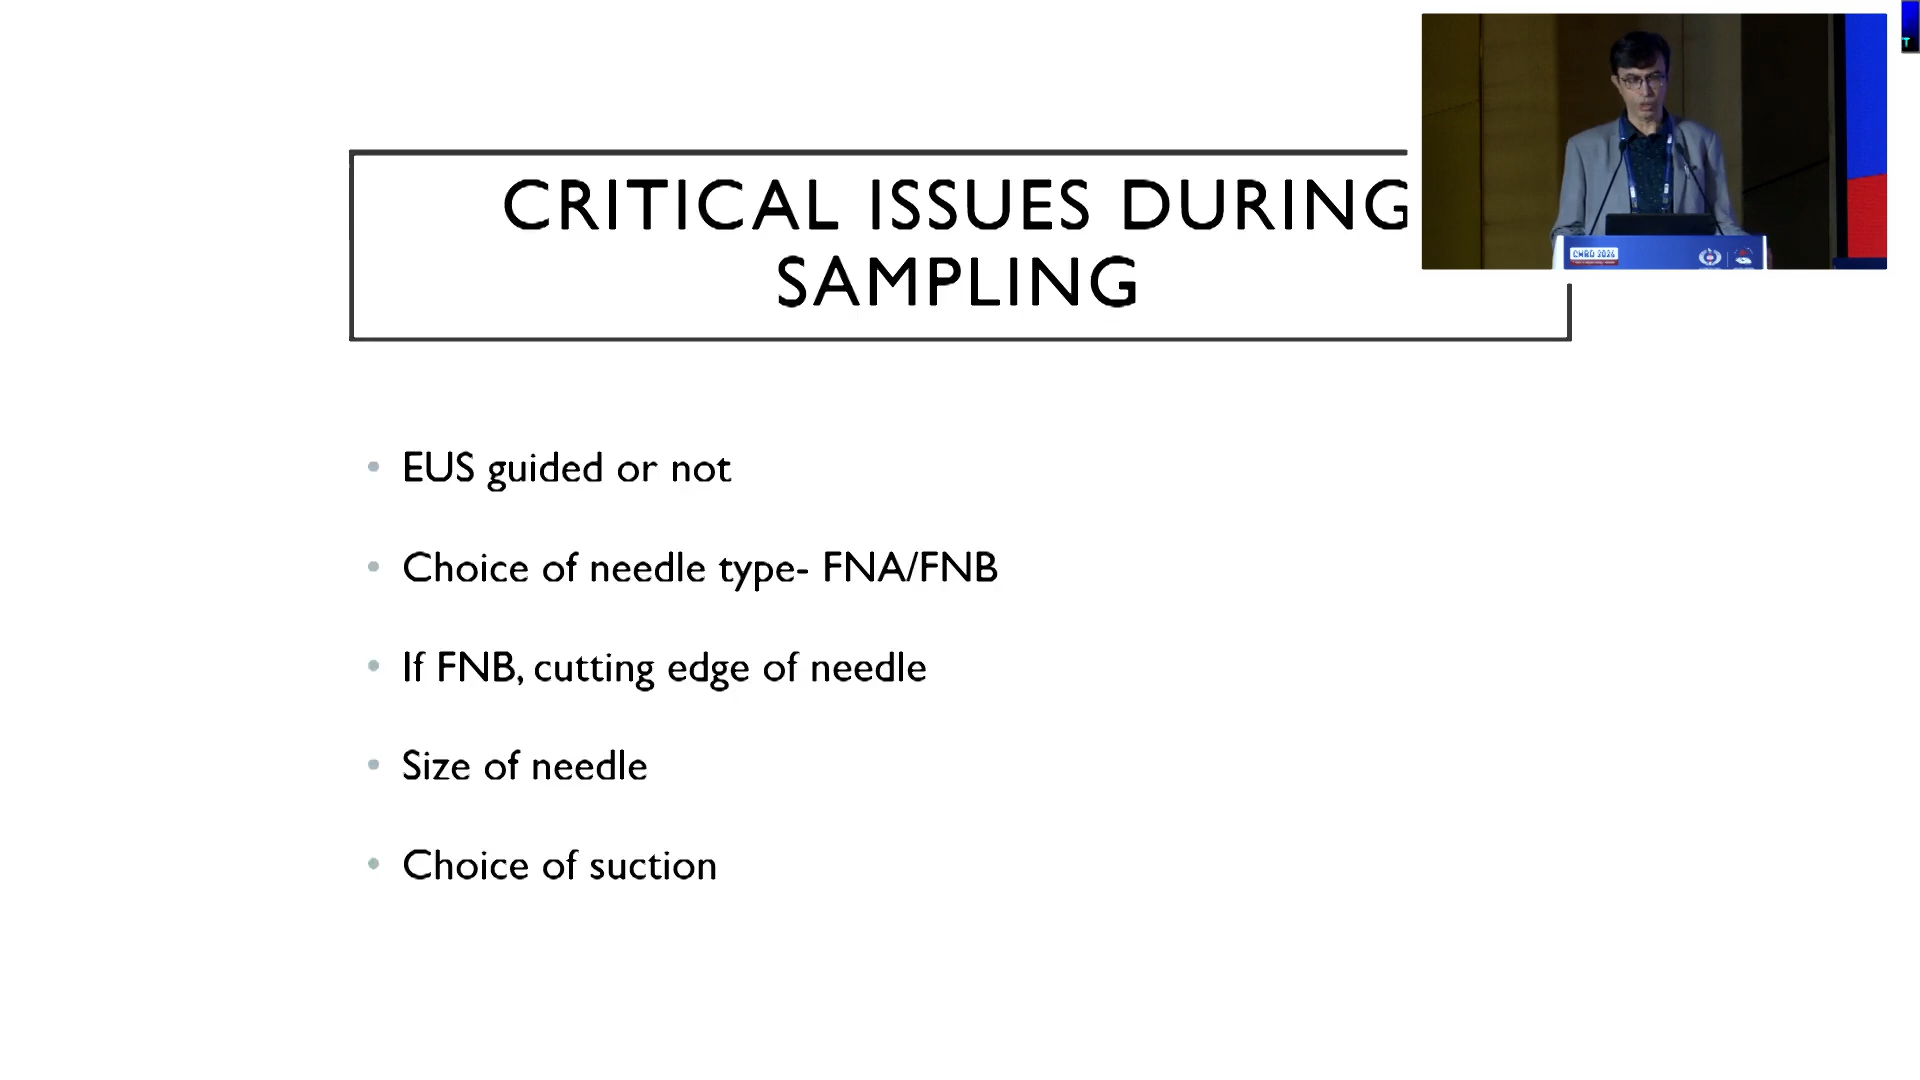 CRITICAL ISSUES DURING
SAMPLING
• EUS guided or not
• Choice of needle type- FNA/FNB
• If FNB, cutting edge of needle
• Size of needle
• Choice of suction
T